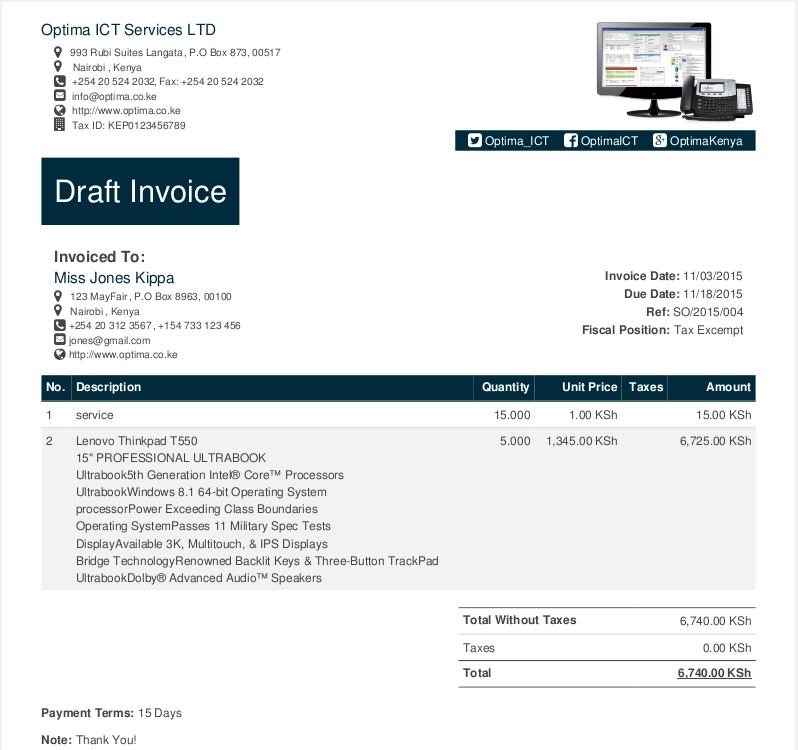 Optima ICT Services LTD
993 Rubi Suites Langata, P.O Box 873, 00517
Nairobi , Kenya
+254 20 524 2032, Fax: +254 20 524 2032
info@optima.co.ke
http://www.optima.co.ke
Tax ID: KEP0123456789
Optima_ICT OptimaICT OptimaKenya
Draft Invoice
Invoiced To:
Miss Jones Kippa
123 MayFair, P.O Box 8963, 00100
Nairobi , Kenya
+254 20 312 3567, +154 733 123 456
jones@gmail.com
http://www.optima.co.ke
Invoice Date: 11/03/2015
Due Date: 11/18/2015
Ref: SO/2015/004
Fiscal Position: Tax Excempt
No. Description Quantity Unit Price Taxes Amount
1 service 15.000 1.00 KSh 15.00 KSh
2 Lenovo Thinkpad T550 5.000 1,345.00 KSh 6,725.00 KSh
15" PROFESSIONAL ULTRABOOK
Ultrabook5th Generation Intel® Core™ Processors
UltrabookWindows 8.1 64-bit Operating System
processorPower Exceeding Class Boundaries
Operating SystemPasses 11 Military Spec Tests
DisplayAvailable 3K, Multitouch, & IPS Displays
Bridge TechnologyRenowned Backlit Keys & Three-Button TrackPad
UltrabookDolby® Advanced Audio™ Speakers
Total Without Taxes 6,740.00 KSh
Taxes 0.00 KSh
Total 6,740.00 KSh
Payment Terms: 15 Days
Note: Thank You!